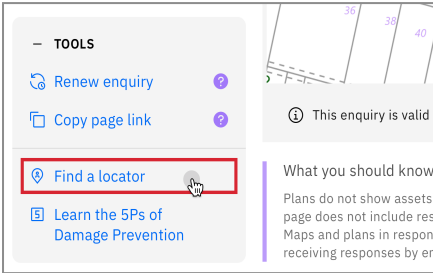 TOOLS
Renew enquiry
?
Copy page link
?
Find a locator
5
Learn the 5Ps of
Damage Prevention
36
38
40
This enquiry is valid
What you should know
Plans do not show assets
page does not include res
Maps and plans in respon
receiving responses by em